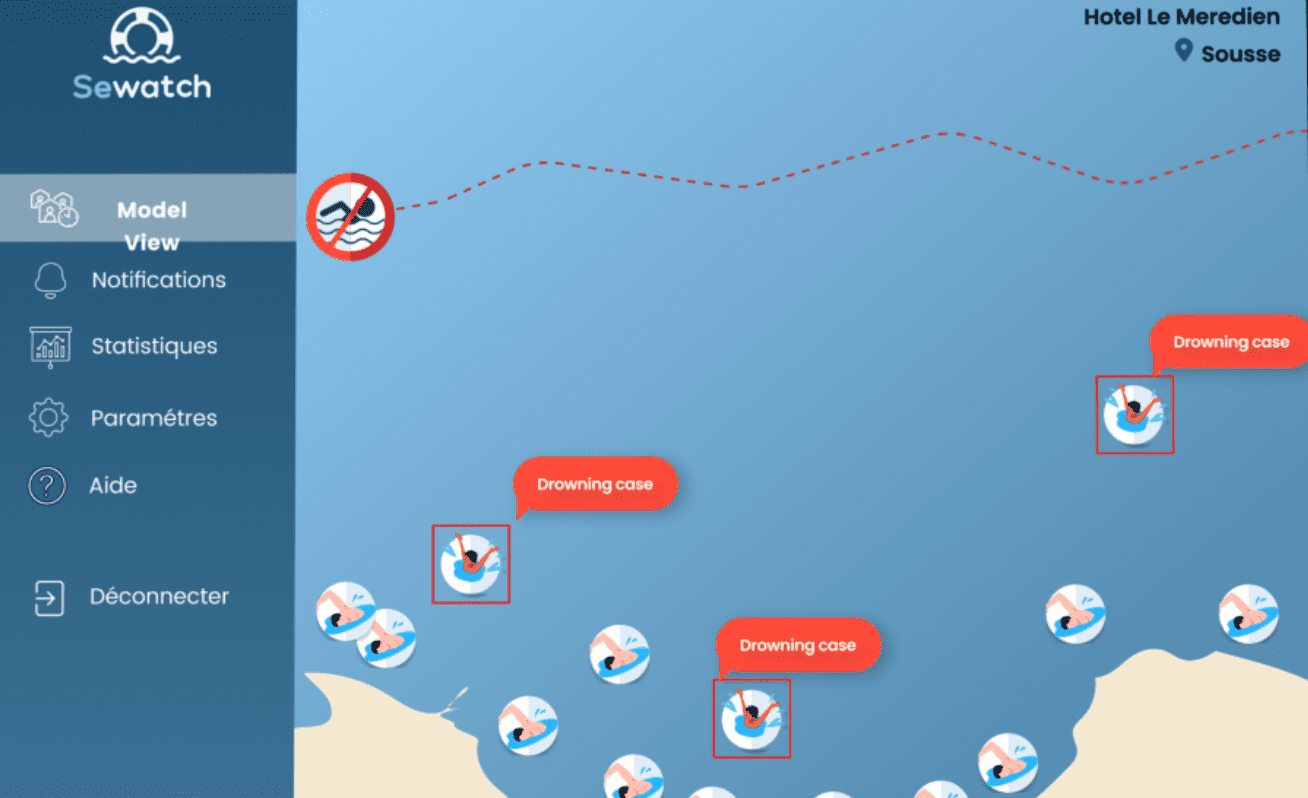 Sewatch
Model
View
Notifications
Statistiques
Paramétres
Aide
Déconnecter
Hotel Le Meredien
Sousse
Drowning case
Drowning case
Drowning case